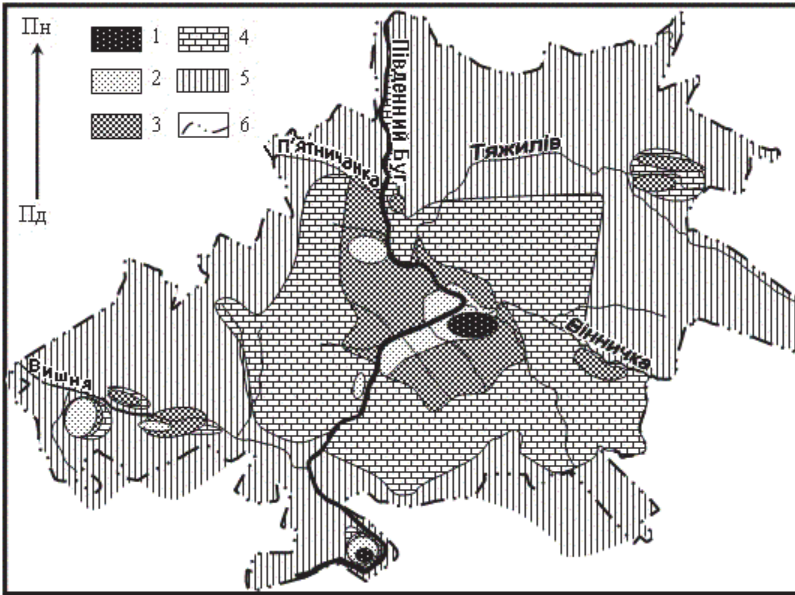 Пн
1
4
2
5
3
6
Пд
Південний Буг
Тяжилів
П'ятничанка
Вінничка
Вишня